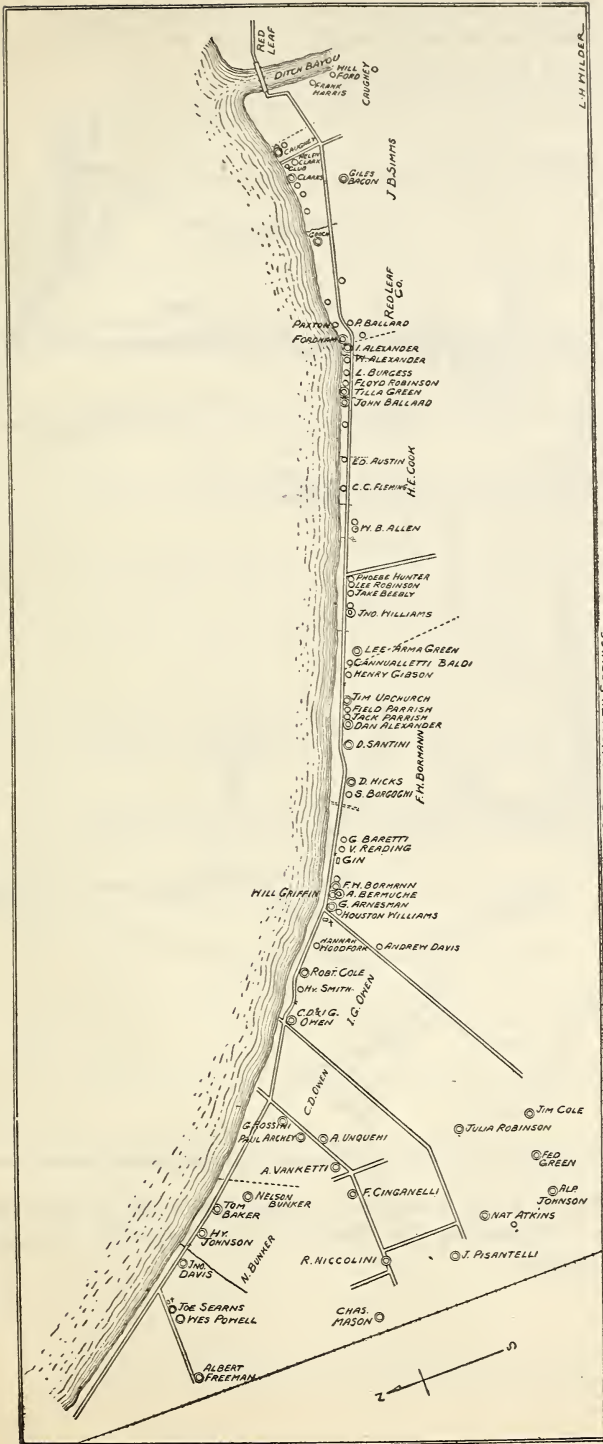 RED
LEAF
DITCH BAYOU
WILL
FORD
FRANK
HARRIS
CAUGHEY
CAUGHEY
CLARK
CLUB
CLARKS
GILES
BACON
J B. SIMMS
L. H WILDER
GOOCH
RED LEAF
CO.
PAXTON
P. BALLARD
FORDHAM
I. ALEXANDER
W. ALEXANDER
L. BURGESS
FLOYD ROBINSON
TILLA GREEN
JOHN BALLARD
ED. AUSTIN
C. C. FLEMING
H. E. COOK
W. B. ALLEN
PHOEBE HUNTER
LEE ROBINSON
JAKE BEEBLY
JNO. WILLIAMS
LEE-ARMA GREEN
CANNUALLETTI BALDI
HENRY GIBSON
JIM UPCHURCH
FIELD PARRISH
JACK PARRISH
DAN ALEXANDER
D. SANTINI
F. H. BORMANN
D. HICKS
S. BORGOGNI
G. BARETTI
V. READING
GIN
F. H. BORMANN
WILL GRIFFIN
A. BERMUCHE
G. ARNESMAN
HOUSTON WILLIAMS
HANNAH
WOODFORK
ANDREW DAVIS
ROBT. COLE
HY. SMITH
C.D. & I.G.
OWEN
I. G. OWEN
C. D. OWEN
G. ROSSINI
PAUL ARCHEY
A. UNQUEHI
JIM COLE
JULIA ROBINSON
A. VANKETTI
FED
GREEN
NELSON
BUNKER
F. CINGANELLI
ALP.
JOHNSON
TOM
BAKER
NAT ATKINS
HY.
JOHNSON
N. BUNKER
JNO.
DAVIS
R. NICCOLINI
J. PISANTELLI
JOE SEARNS
WES POWELL
CHAS.
MASON
ALBERT
FREEMAN
N
S